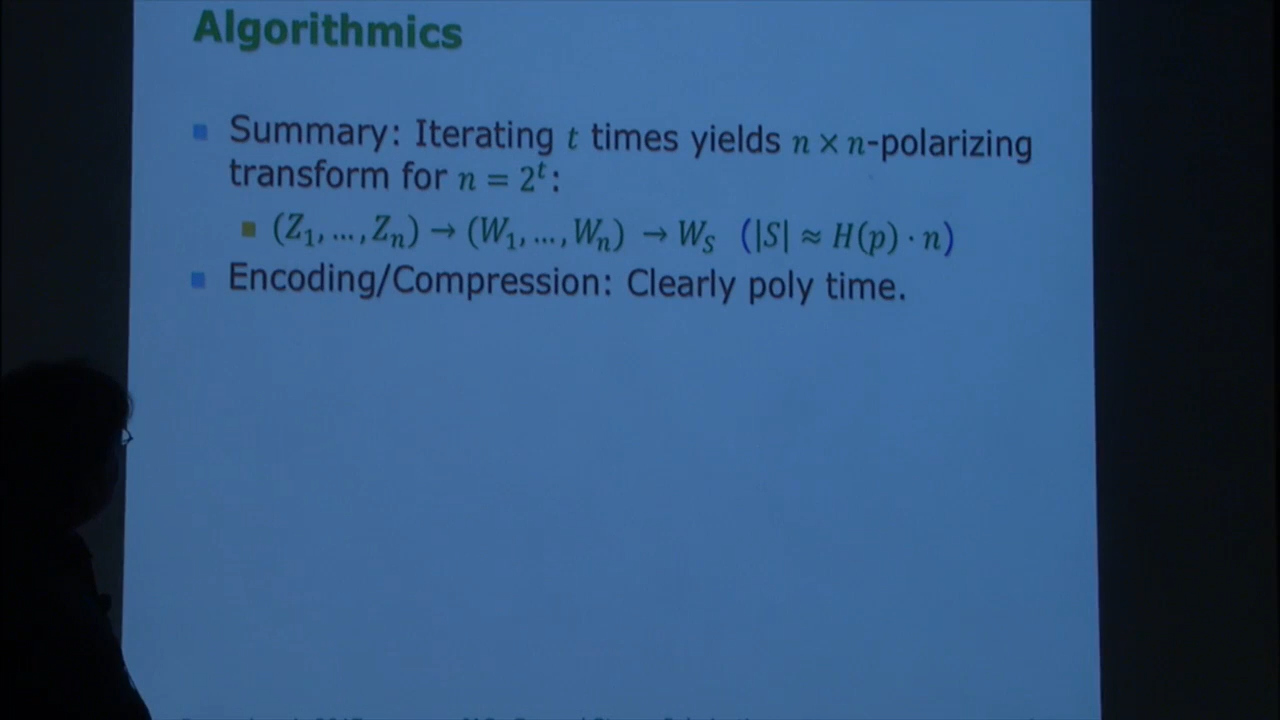 Algorithmics
Summary: Iterating t times yields n × n-polarizing
transform for n = 2^t:
(Z_1, ..., Z_n) → (W_1, ..., W_n) → W_S (|S| ≈ H(p) · n)
Encoding/Compression: Clearly poly time.